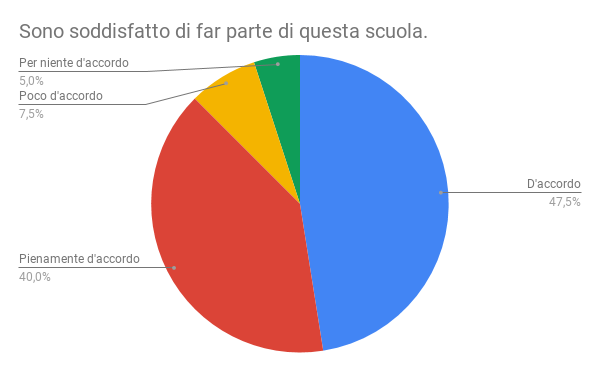 Sono soddisfatto di far parte di questa scuola.
Per niente d'accordo
5,0%
Poco d'accordo
7,5%
D'accordo
47,5%
Pienamente d'accordo
40,0%